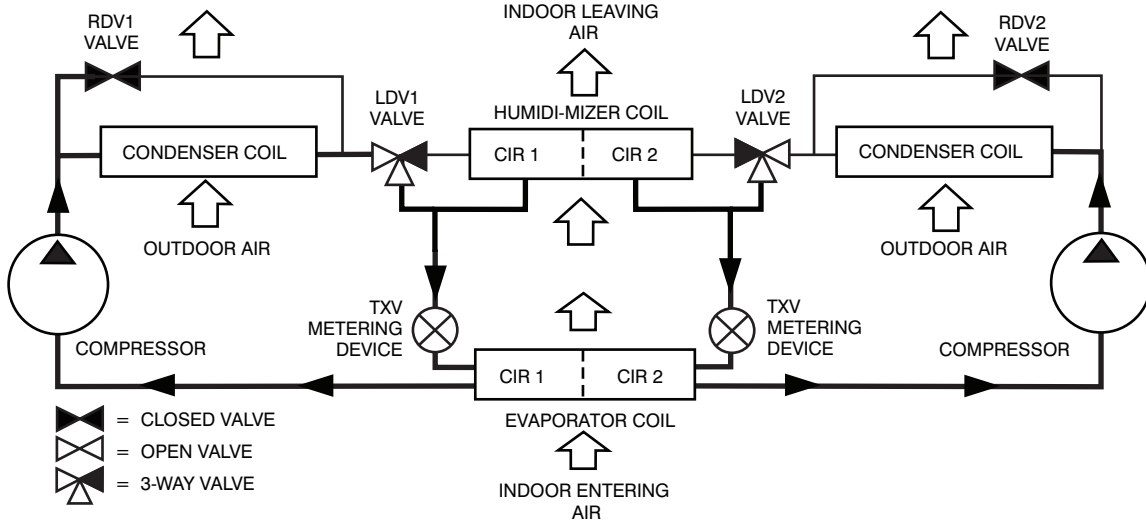 RDV1
VALVE
INDOOR LEAVING
AIR
RDV2
VALVE
LDV1
VALVE
HUMIDI-MIZER COIL
LDV2
VALVE
CONDENSER COIL
CIR 1
CIR 2
CONDENSER COIL
OUTDOOR AIR
OUTDOOR AIR
TXV
METERING
DEVICE
TXV
METERING
DEVICE
COMPRESSOR
COMPRESSOR
CIR 1
CIR 2
EVAPORATOR COIL
= CLOSED VALVE
= OPEN VALVE
= 3-WAY VALVE
INDOOR ENTERING
AIR